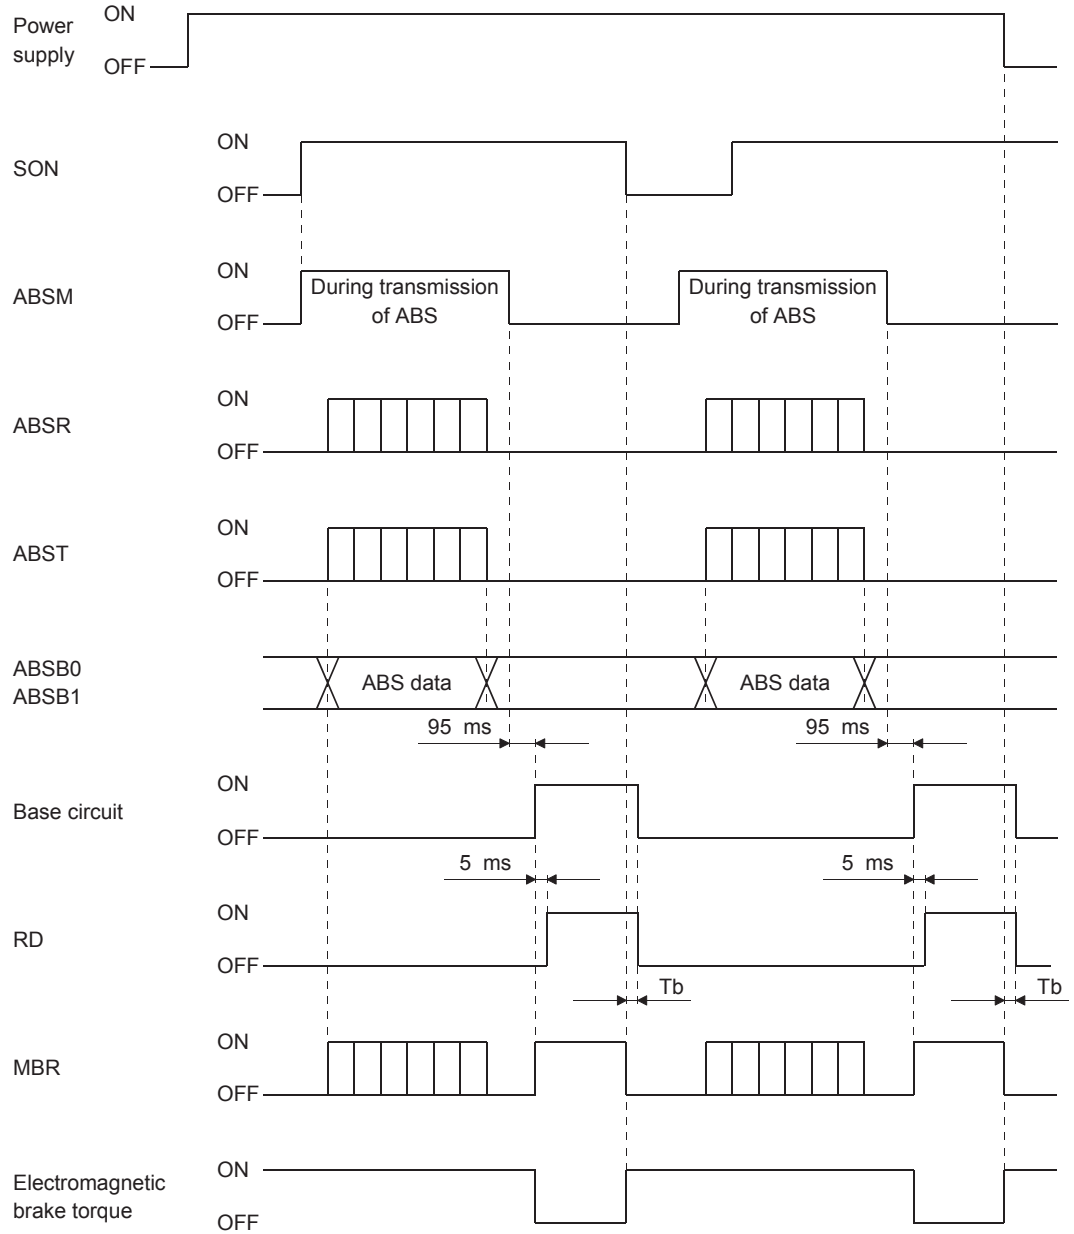 Power
supply
ON
OFF
SON
ON
OFF
ABSM
ON
OFF
During transmission
of ABS
During transmission
of ABS
ABSR
ON
OFF
ABST
ON
OFF
ABSB0
ABSB1
ABS data
ABS data
95 ms
95 ms
Base circuit
ON
OFF
5 ms
5 ms
RD
ON
OFF
Tb
Tb
MBR
ON
OFF
Electromagnetic
brake torque
ON
OFF